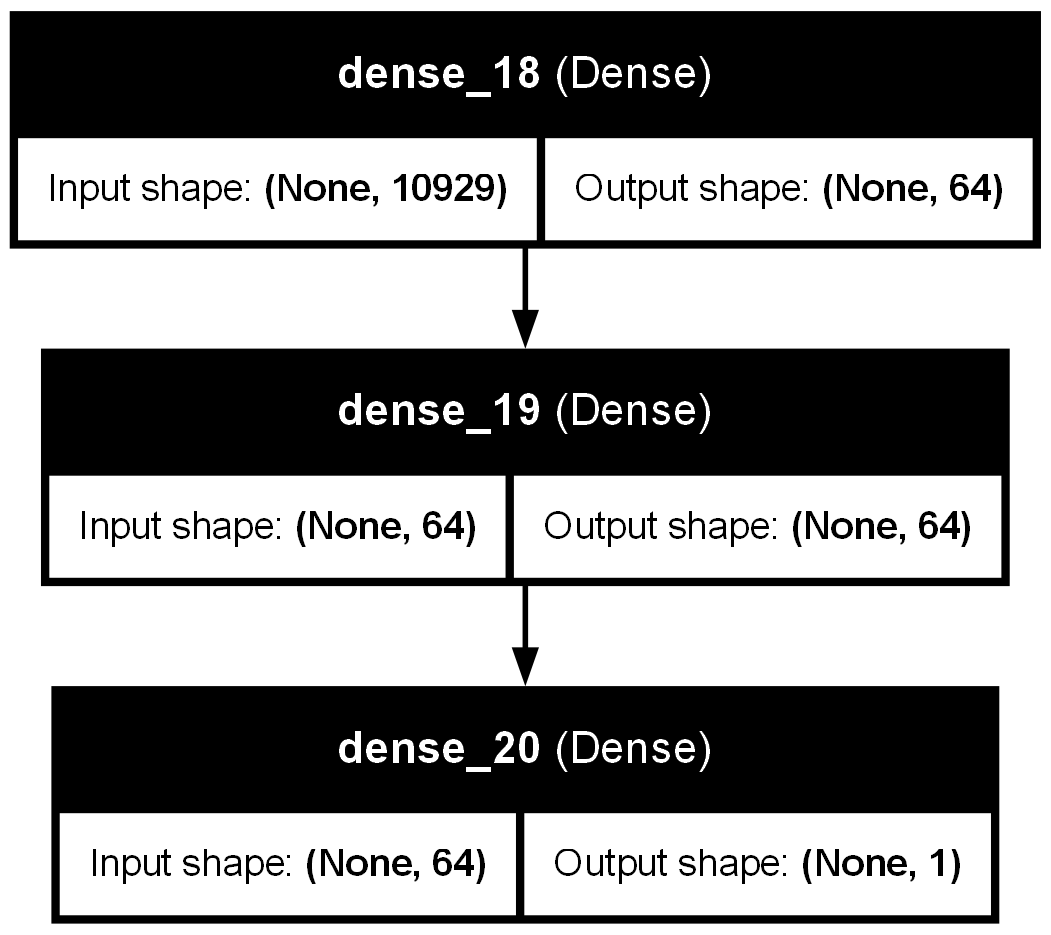 dense_18 (Dense)
Input shape: (None, 10929) Output shape: (None, 64)
dense_19 (Dense)
Input shape: (None, 64) Output shape: (None, 64)
dense_20 (Dense)
Input shape: (None, 64) Output shape: (None, 1)